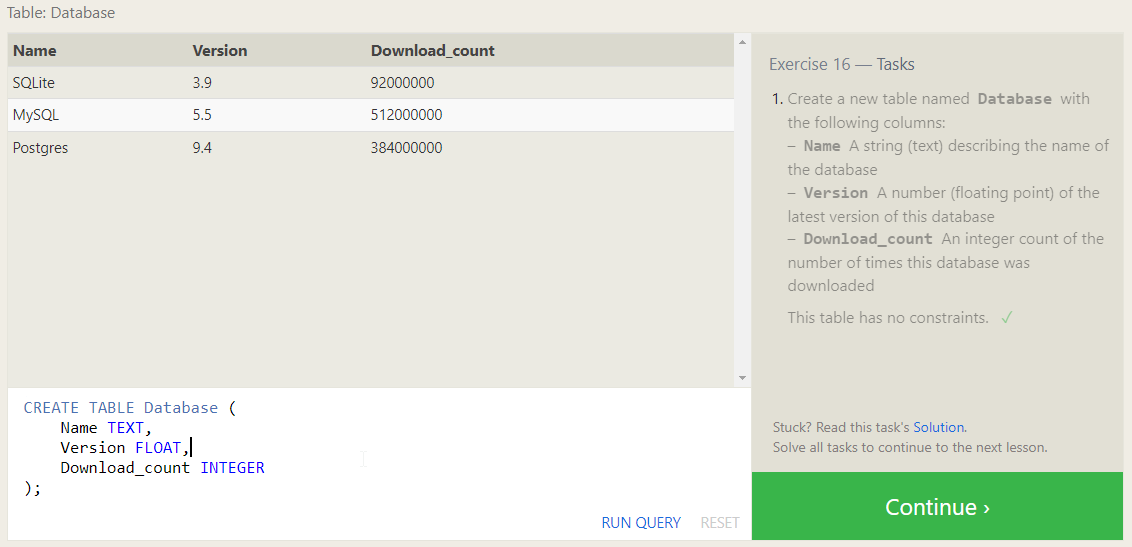 Table: Database
Name Version Download_count
SQLite 3.9 92000000
MySQL 5.5 512000000
Postgres 9.4 384000000
CREATE TABLE Database (
    Name TEXT,
    Version FLOAT,
    Download_count INTEGER
);
RUN QUERY RESET
Exercise 16 — Tasks
1. Create a new table named Database with
the following columns:
– Name A string (text) describing the name of
the database
– Version A number (floating point) of the
latest version of this database
– Download_count An integer count of the
number of times this database was
downloaded
This table has no constraints. ✓
Stuck? Read this task's Solution.
Solve all tasks to continue to the next lesson.
Continue ›